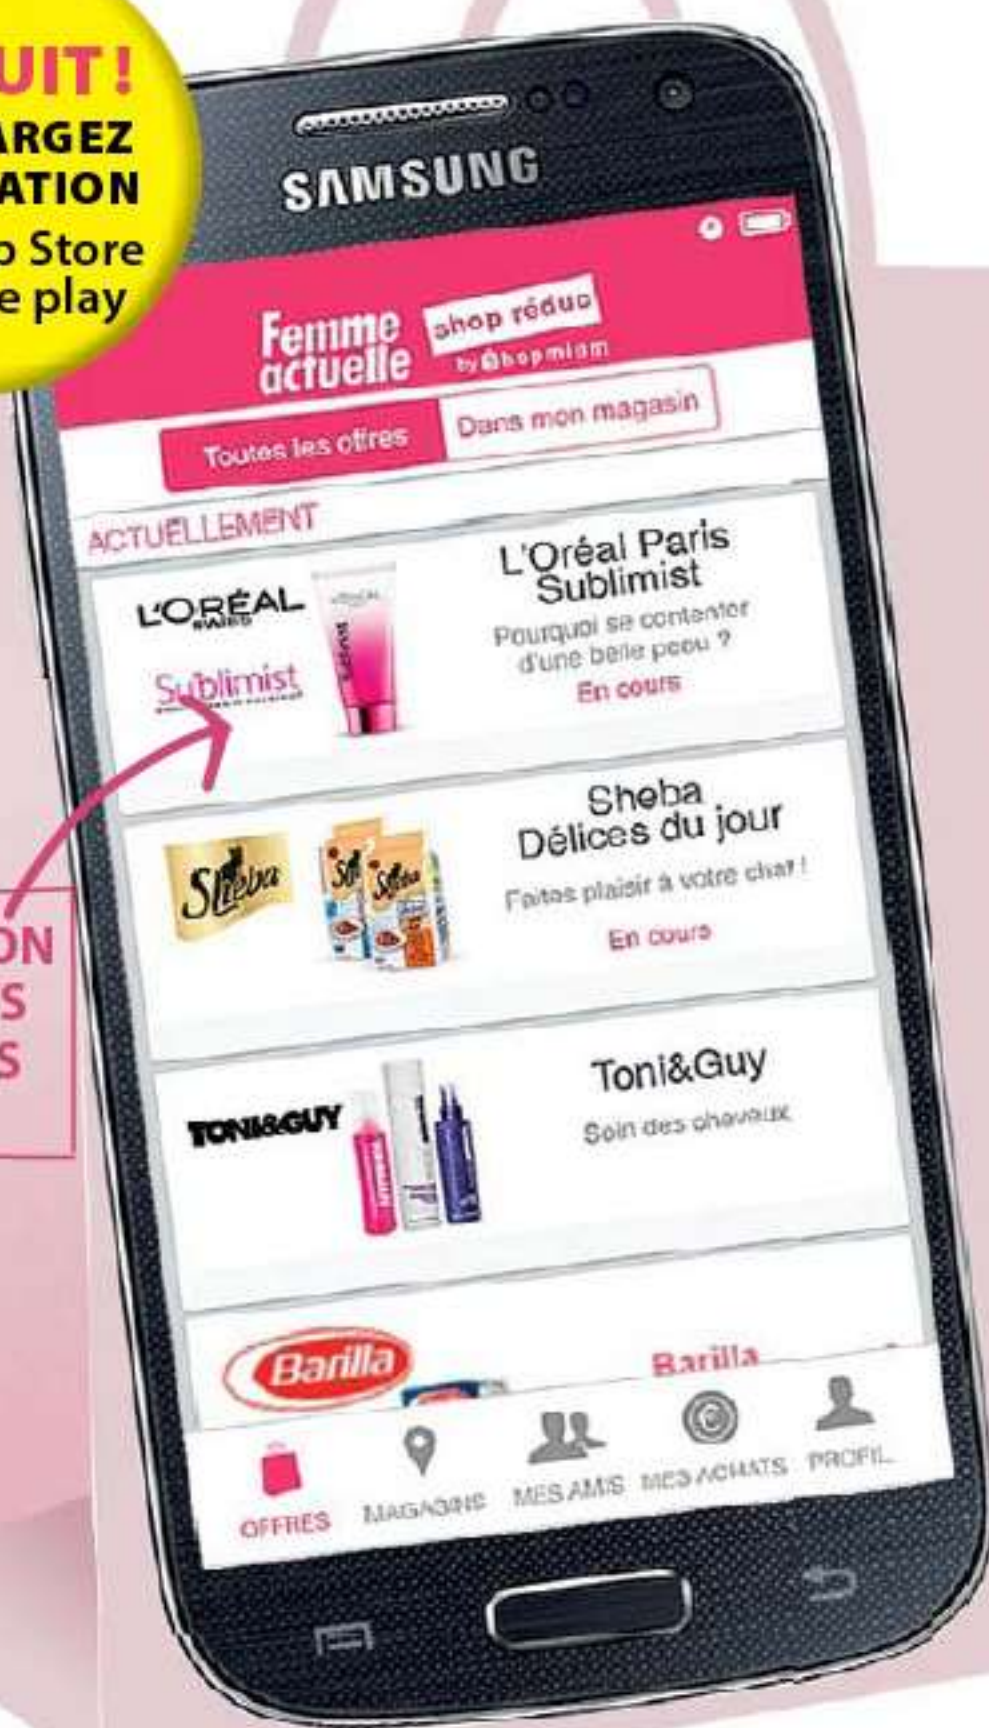 UIT !
ARGEZ
ATION
p Store
e play
SAMSUNG
Femme
actuelle
shop réduc
by Shopmium
Toutes les offres
Dans mon magasin
ACTUELLEMENT
L'ORÉAL
PARIS
Sublimist
L'Oréal Paris
Sublimist
Pourquoi se contenter
d'une belle peau ?
En cours
Sheba
Sheba
Délices du jour
Faites plaisir à votre chat !
En cours
ON
S
S
TONI&GUY
Toni&Guy
Soin des cheveux
Barilla
Barilla
OFFRES
MAGASINS
MES AMIS
MES ACHATS
PROFIL